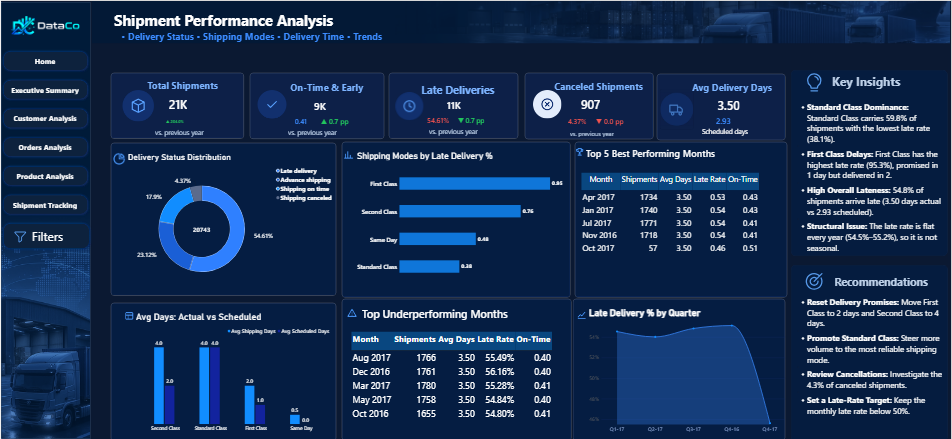 DataCo
Home
Executive Summary
Customer Analysis
Orders Analysis
Product Analysis
Shipment Tracking
Filters
Shipment Performance Analysis
• Delivery Status • Shipping Modes • Delivery Time • Trends
Total Shipments
21K
vs. previous year
On-Time & Early
9K
0.41 ▲ 0.7 pp
vs. previous year
Late Deliveries
11K
54.61% ▼ 0.7 pp
vs. previous year
Canceled Shipments
907
4.37% ▼ 0.0 pp
vs. previous year
Avg Delivery Days
3.50
2.93
Scheduled days
Delivery Status Distribution
Late delivery
Advance shipping
Shipping on time
Shipping canceled
4.37%
17.9%
20743
54.61%
23.12%
Shipping Modes by Late Delivery %
First Class 0.95
Second Class 0.76
Same Day 0.48
Standard Class 0.38
Top 5 Best Performing Months
Month Shipments Avg Days Late Rate On-Time
Apr 2017 1734 3.50 0.53 0.43
Jan 2017 1740 3.50 0.54 0.43
Jul 2017 1771 3.50 0.54 0.41
Nov 2016 1718 3.50 0.54 0.41
Oct 2017 57 3.50 0.46 0.51
Avg Days: Actual vs Scheduled
Avg Shipping Days Avg Scheduled Days
4.0 4.0 4.0
2.0 2.0
1.0
0.5 0.0
Second Class Standard Class First Class Same Day
Top Underperforming Months
Month Shipments Avg Days Late Rate On-Time
Aug 2017 1766 3.50 55.49% 0.40
Dec 2016 1761 3.50 56.16% 0.40
Mar 2017 1780 3.50 55.28% 0.41
May 2017 1758 3.50 54.84% 0.40
Oct 2016 1655 3.50 54.80% 0.41
Late Delivery % by Quarter
54%
Q1-17 Q2-17 Q3-17 Q4-16 Q4-17
Key Insights
• Standard Class Dominance:
Standard Class carries 59.8% of
shipments with the lowest late rate
(38.1%).
• First Class Delays: First Class has the
highest late rate (95.3%), promised in
1 day but delivered in 2.
• High Overall Lateness: 54.8% of
shipments arrive late (3.50 days actual
vs 2.93 scheduled).
• Structural Issue: The late rate is flat
every year (54.5%–55.2%), so it is not
seasonal.
Recommendations
• Reset Delivery Promises: Move First
Class to 2 days and Second Class to 4
days.
• Promote Standard Class: Steer more
volume to the most reliable shipping
mode.
• Review Cancellations: Investigate the
4.3% of canceled shipments.
• Set a Late-Rate Target: Keep the
monthly late rate below 50%.